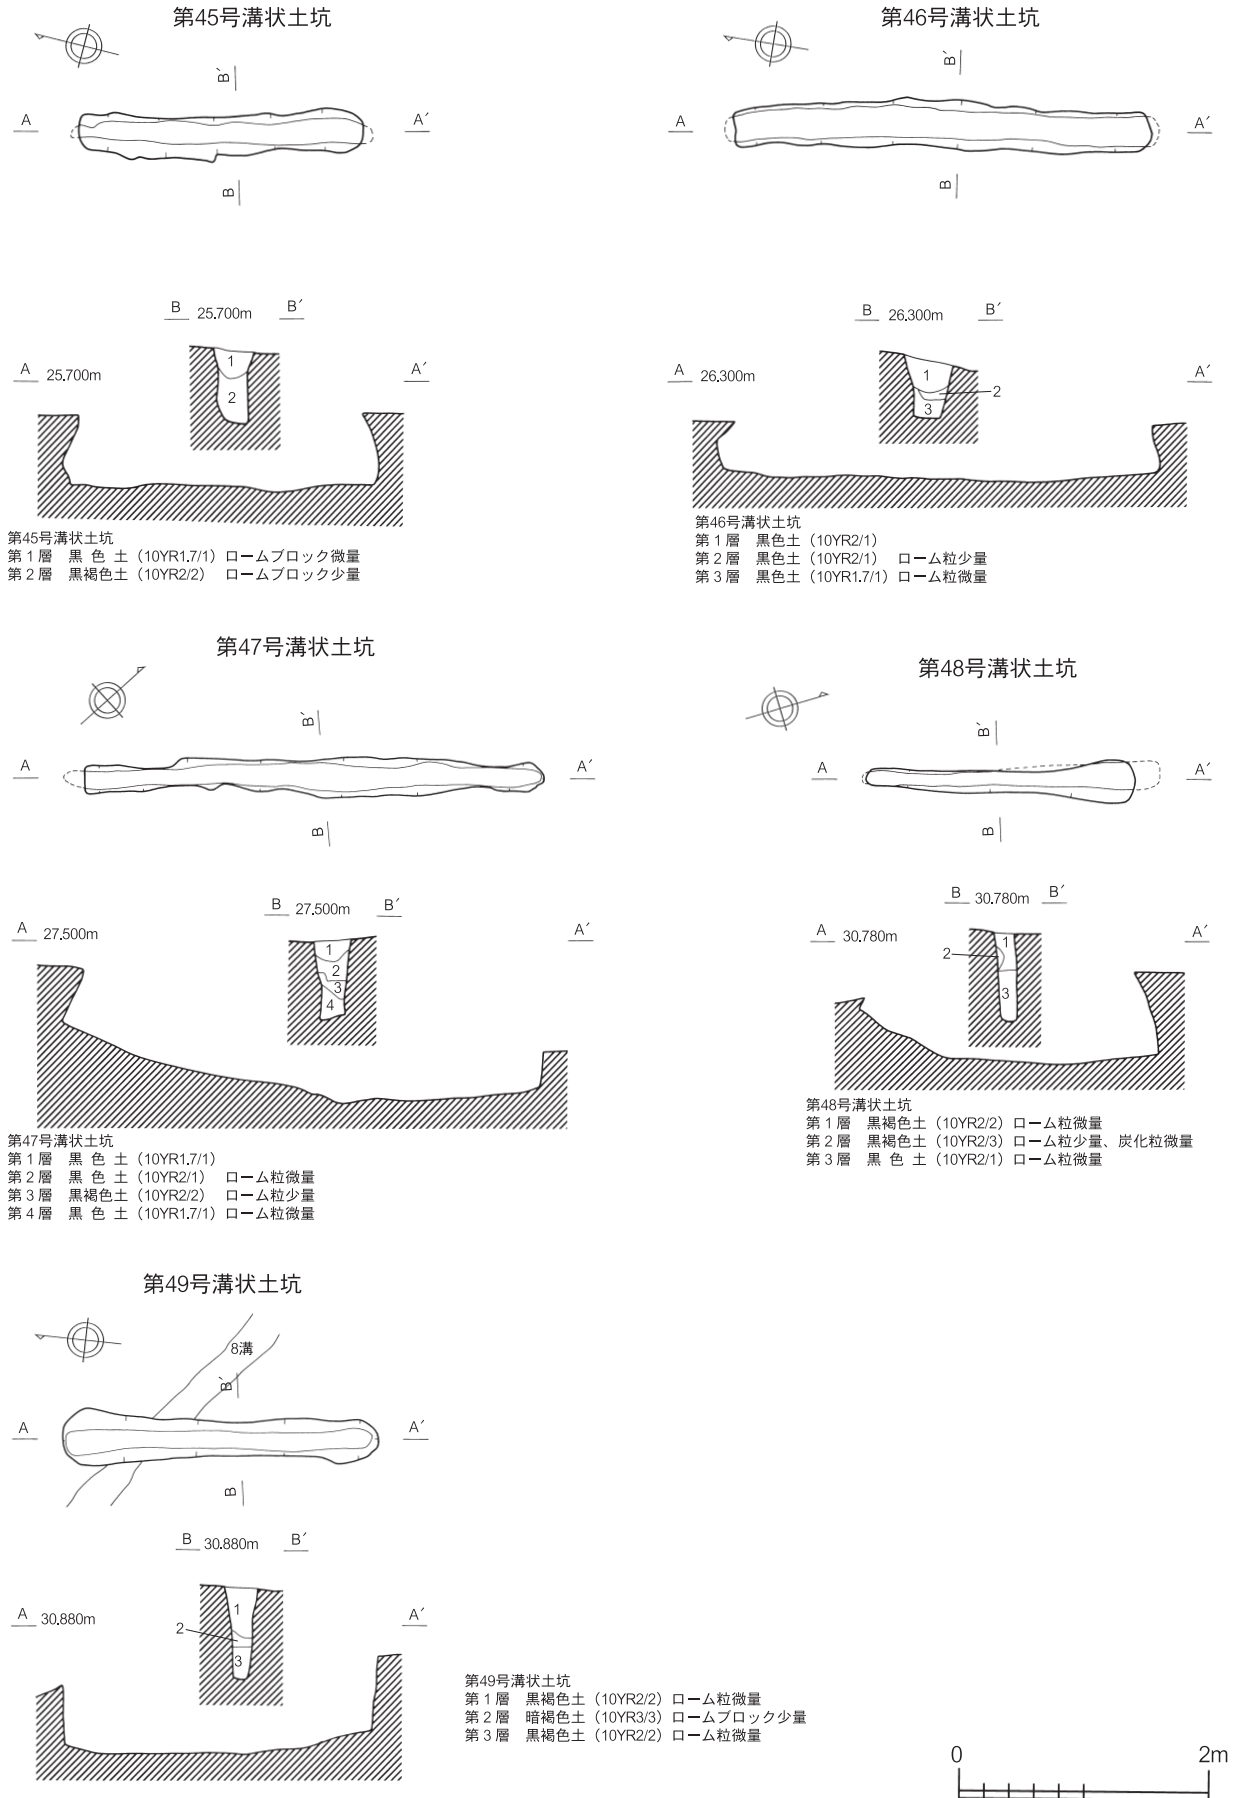 第45号溝状土坑
B′
A
A′
B
B 25.700m B′
A 25.700m A′
1
2
第45号溝状土坑
第1層 黒 色 土（10YR1.7/1）ロームブロック微量
第2層 黒褐色土（10YR2/2） ロームブロック少量
第46号溝状土坑
B′
A
A′
B
B 26.300m B′
A 26.300m A′
1
2
3
第46号溝状土坑
第1層 黒色土（10YR2/1）
第2層 黒色土（10YR2/1） ローム粒少量
第3層 黒色土（10YR1.7/1）ローム粒微量
第47号溝状土坑
B′
A
A′
B
B 27.500m B′
A 27.500m A′
1
2
3
4
第47号溝状土坑
第1層 黒 色 土（10YR1.7/1）
第2層 黒 色 土（10YR2/1） ローム粒微量
第3層 黒褐色土（10YR2/2） ローム粒少量
第4層 黒 色 土（10YR1.7/1）ローム粒微量
第48号溝状土坑
B′
A
A′
B
B 30.780m B′
A 30.780m A′
1
2
3
第48号溝状土坑
第1層 黒褐色土（10YR2/2）ローム粒微量
第2層 黒褐色土（10YR2/3）ローム粒少量、炭化粒微量
第3層 黒 色 土（10YR2/1）ローム粒微量
第49号溝状土坑
8溝
B′
A
A′
B
B 30.880m B′
A 30.880m A′
1
2
3
第49号溝状土坑
第1層 黒褐色土（10YR2/2）ローム粒微量
第2層 暗褐色土（10YR3/3）ロームブロック少量
第3層 黒褐色土（10YR2/2）ローム粒微量
0 2m